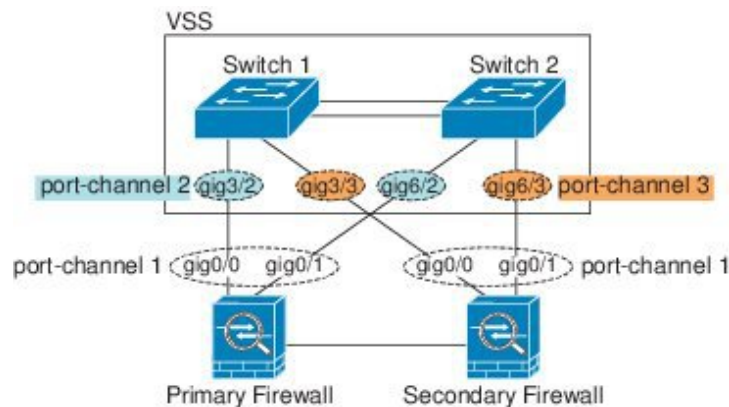 VSS
Switch 1
Switch 2
port-channel 2
gig3/2
gig3/3
gig6/2
gig6/3
port-channel 3
port-channel 1
gig0/0
gig0/1
gig0/0
gig0/1
port-channel 1
Primary Firewall
Secondary Firewall